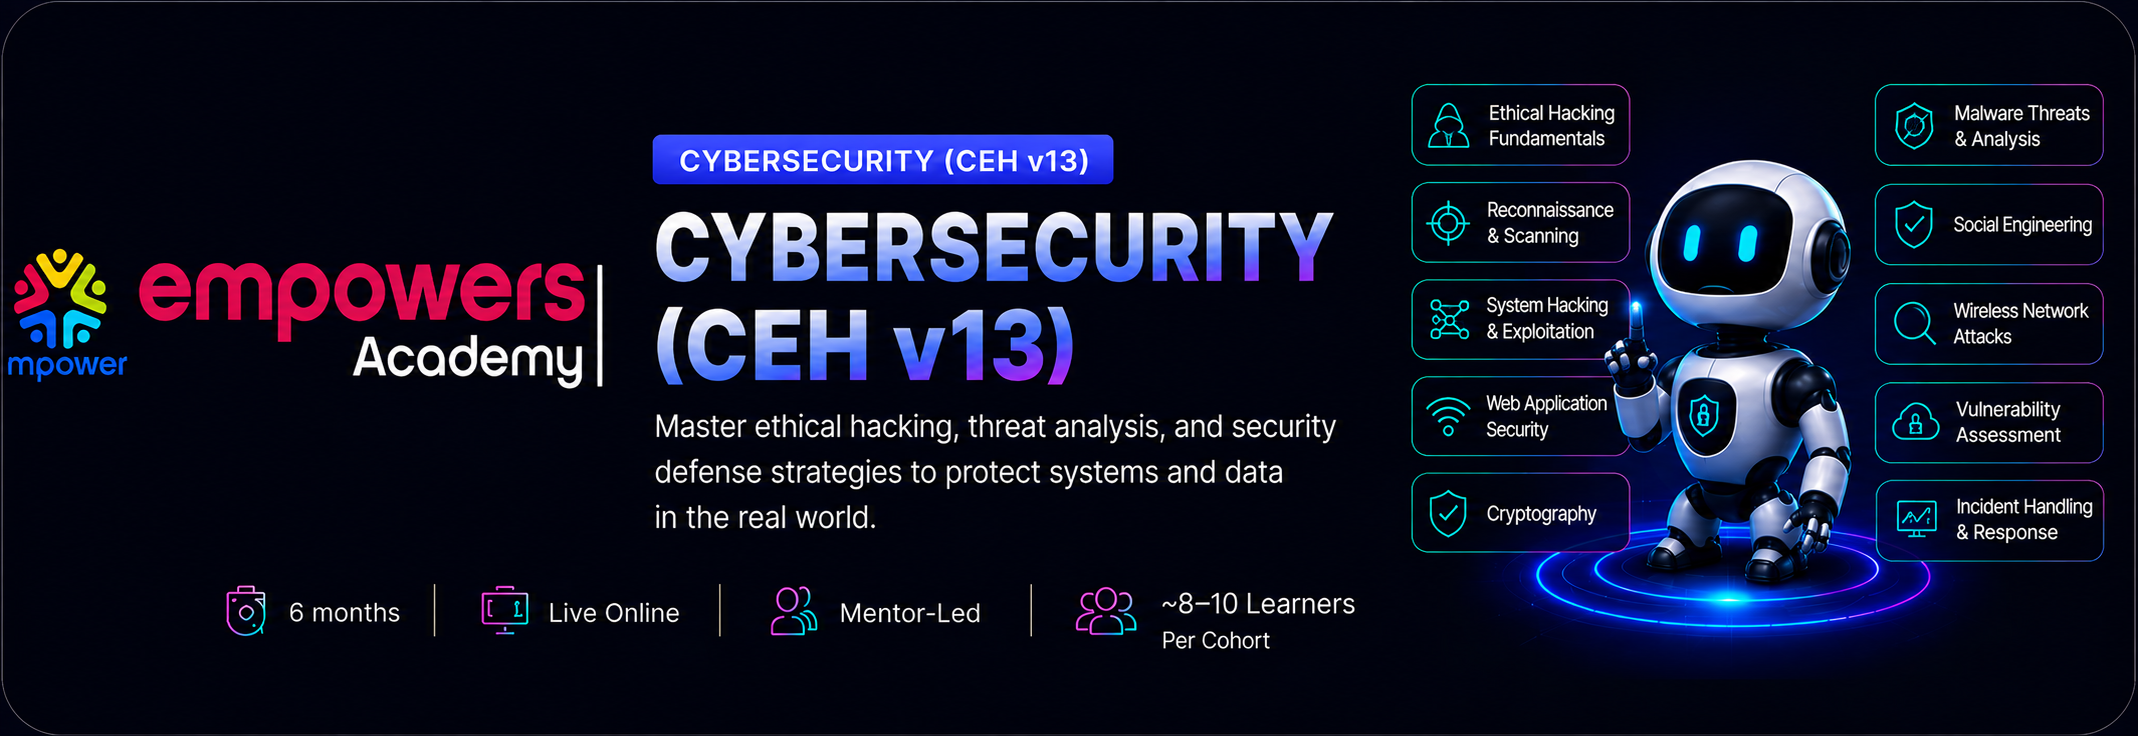 mpower
empowers
Academy
CYBERSECURITY (CEH v13)
CYBERSECURITY
(CEH v13)
Master ethical hacking, threat analysis, and security
defense strategies to protect systems and data
in the real world.
6 months
Live Online
Mentor-Led
~8–10 Learners
Per Cohort
Ethical Hacking
Fundamentals
Reconnaissance
& Scanning
System Hacking
& Exploitation
Web Application
Security
Cryptography
Malware Threats
& Analysis
Social Engineering
Wireless Network
Attacks
Vulnerability
Assessment
Incident Handling
& Response